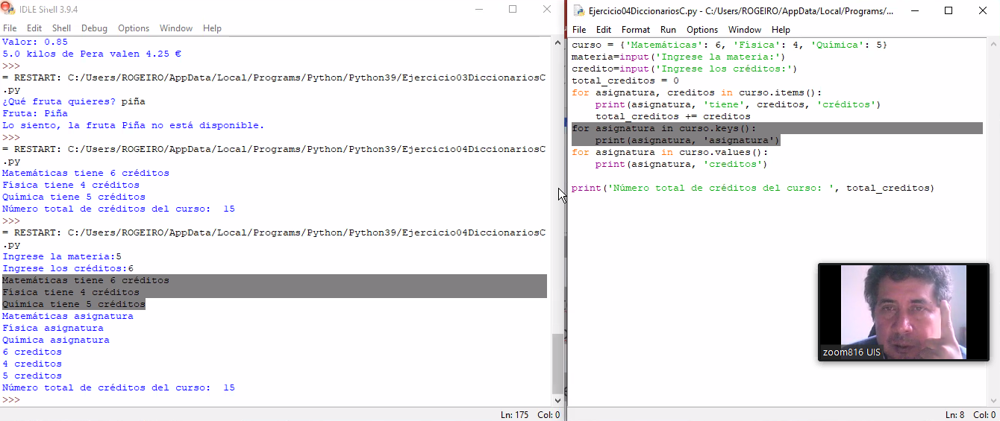 IDLE Shell 3.9.4
File Edit Shell Debug Options Window Help
Valor: 0.85
5.0 kilos de Pera valen 4.25 €
>>>
= RESTART: C:/Users/ROGEIRO/AppData/Local/Programs/Python/Python39/Ejercicio03DiccionariosC
.py
¿Qué fruta quieres? piña
Fruta: Piña
Lo siento, la fruta Piña no está disponible.
>>>
= RESTART: C:/Users/ROGEIRO/AppData/Local/Programs/Python/Python39/Ejercicio04DiccionariosC
.py
Matemáticas tiene 6 créditos
Física tiene 4 créditos
Química tiene 5 créditos
Número total de créditos del curso:  15
>>>
= RESTART: C:/Users/ROGEIRO/AppData/Local/Programs/Python/Python39/Ejercicio04DiccionariosC
.py
Ingrese la materia:5
Ingrese los créditos:6
Matemáticas tiene 6 créditos
Física tiene 4 créditos
Química tiene 5 créditos
Matemáticas asignatura
Física asignatura
Química asignatura
6 creditos
4 creditos
5 creditos
Número total de créditos del curso:  15
>>>
Ln: 175 Col: 0
Ejercicio04DiccionariosC.py - C:/Users/ROGEIRO/AppData/Local/Programs/...
File Edit Format Run Options Window Help
curso = {'Matemáticas': 6, 'Física': 4, 'Química': 5}
materia=input('Ingrese la materia:')
credito=input('Ingrese los créditos:')
total_creditos = 0
for asignatura, creditos in curso.items():
    print(asignatura, 'tiene', creditos, 'créditos')
    total_creditos += creditos
for asignatura in curso.keys():
    print(asignatura, 'asignatura')
for asignatura in curso.values():
    print(asignatura, 'creditos')
print('Número total de créditos del curso: ', total_creditos)
zoom816 UIS
Ln: 8 Col: 0